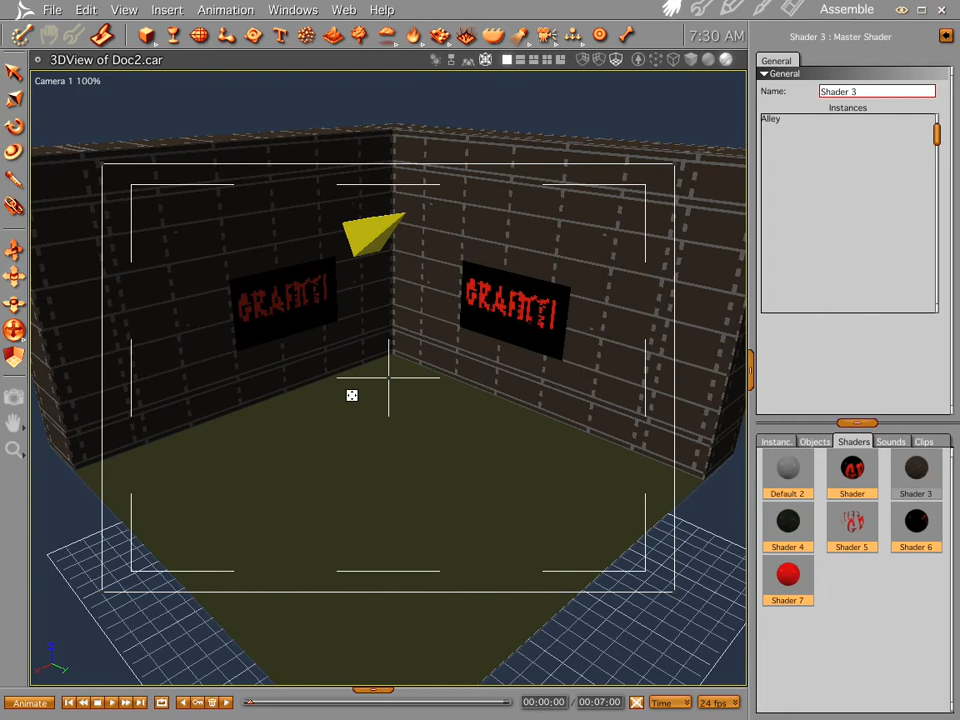 File Edit View Insert Animation Windows Web Help
Assemble
7:30 AM
Shader 3 : Master Shader
3DView of Doc2.car
Camera 1 100%
General
General
Name: Shader 3
Instances
Alley
GRAFITTI
GRAFITTI
Instanc. Objects Shaders Sounds Clips
Default 2 Shader Shader 3
Shader 4 Shader 5 Shader 6
Shader 7
Animate
00:00:00 / 00:07:00 Time 24 fps